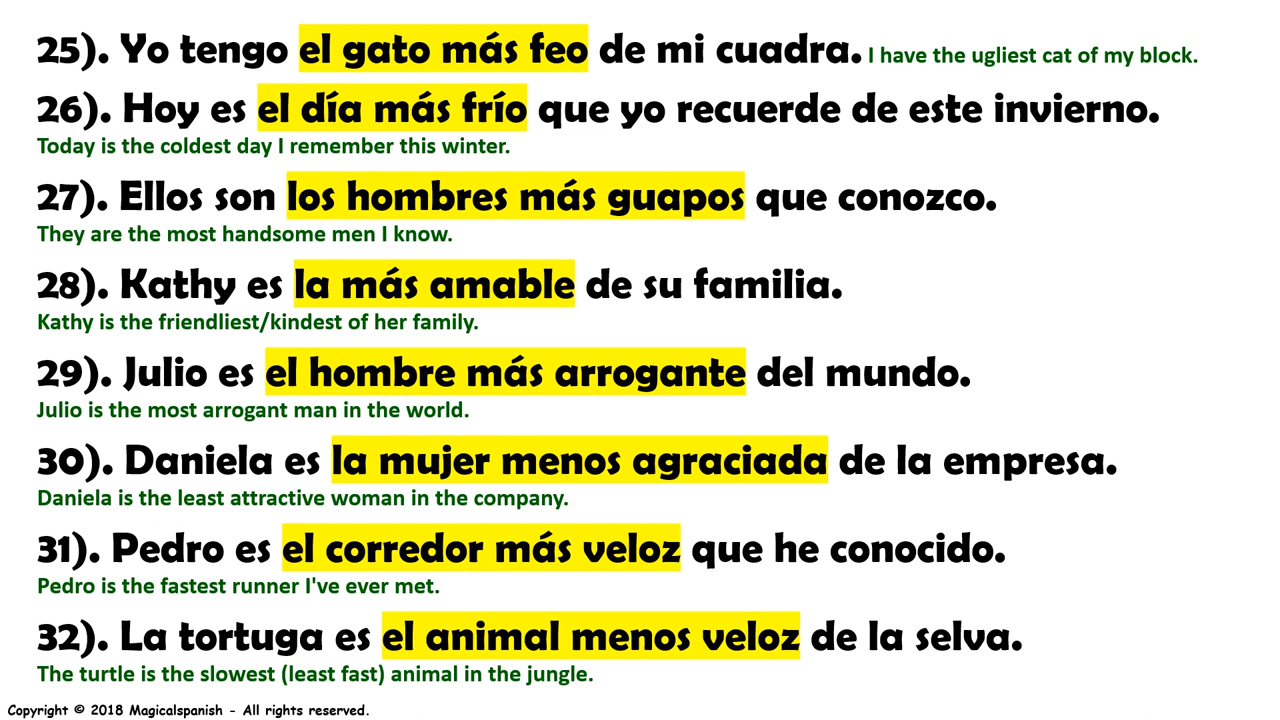 25). Yo tengo el gato más feo de mi cuadra. I have the ugliest cat of my block.
26). Hoy es el día más frío que yo recuerde de este invierno.
Today is the coldest day I remember this winter.
27). Ellos son los hombres más guapos que conozco.
They are the most handsome men I know.
28). Kathy es la más amable de su familia.
Kathy is the friendliest/kindest of her family.
29). Julio es el hombre más arrogante del mundo.
Julio is the most arrogant man in the world.
30). Daniela es la mujer menos agraciada de la empresa.
Daniela is the least attractive woman in the company.
31). Pedro es el corredor más veloz que he conocido.
Pedro is the fastest runner I've ever met.
32). La tortuga es el animal menos veloz de la selva.
The turtle is the slowest (least fast) animal in the jungle.
Copyright © 2018 Magicalspanish - All rights reserved.